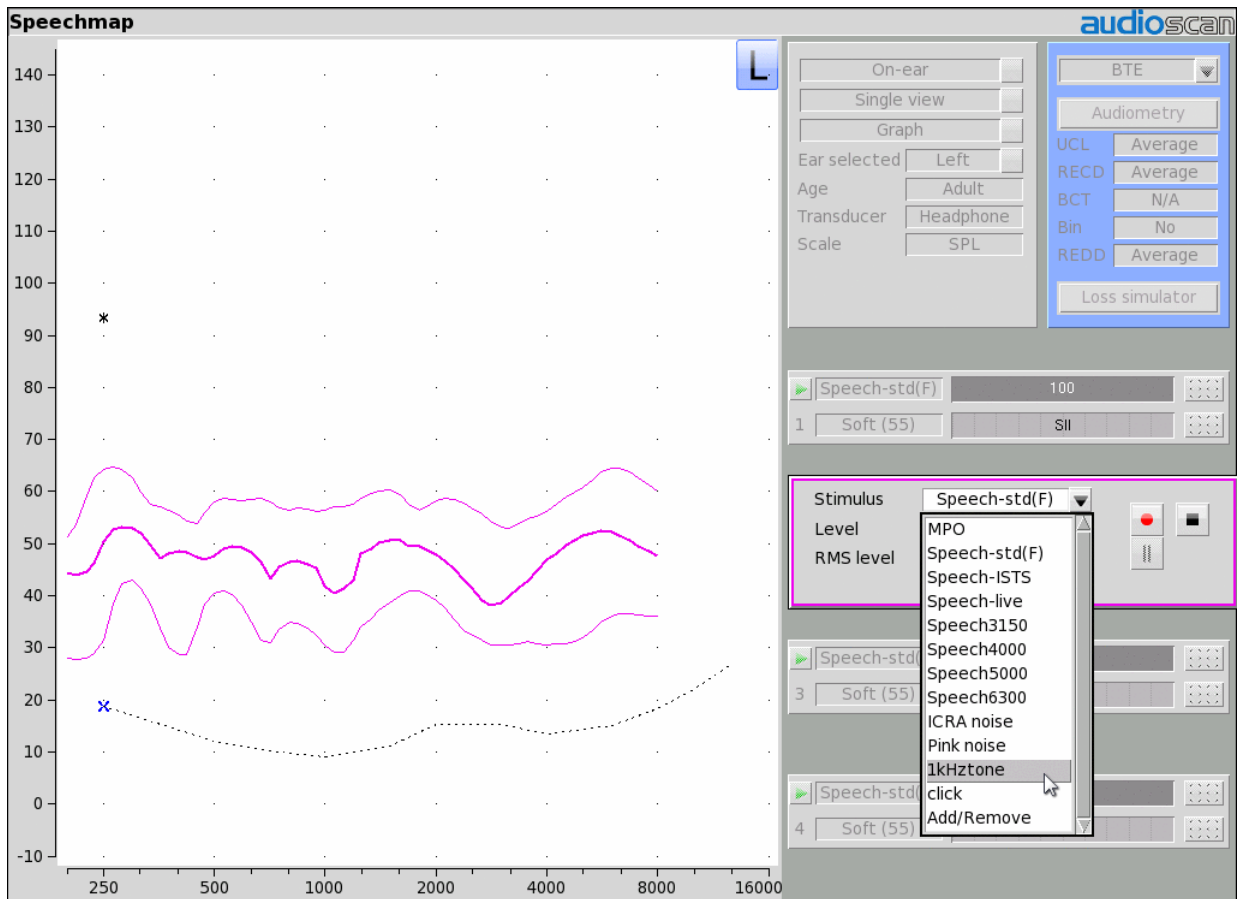 Speechmap
audioscan
L
140
130
120
110
100
90
80
70
60
50
40
30
20
10
0
-10
250 500 1000 2000 4000 8000 16000
On-ear
Single view
Graph
Ear selected Left
Age Adult
Transducer Headphone
Scale SPL
BTE
Audiometry
UCL Average
RECD Average
BCT N/A
Bin No
REDD Average
Loss simulator
Speech-std(F) 100
1 Soft (55) SII
Stimulus Speech-std(F)
Level
RMS level
MPO
Speech-std(F)
Speech-ISTS
Speech-live
Speech3150
Speech4000
Speech5000
Speech6300
ICRA noise
Pink noise
1kHztone
click
Add/Remove
Speech-std(
3 Soft (55)
Speech-std(
4 Soft (55)